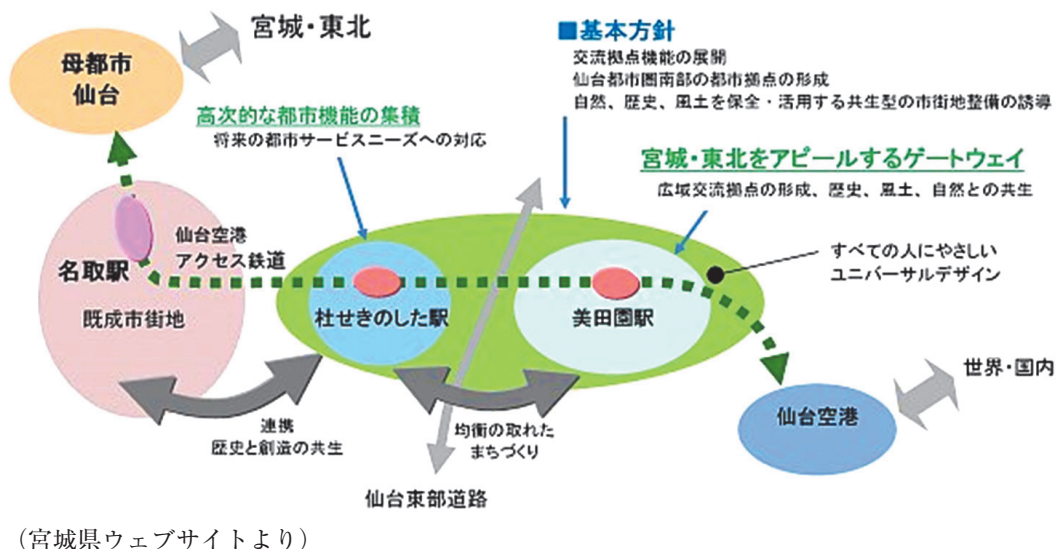 宮城・東北
母都市
仙台
■基本方針
交流拠点機能の展開
仙台都市圏南部の都市拠点の形成
自然、歴史、風土を保全・活用する共生型の市街地整備の誘導
高次的な都市機能の集積
将来の都市サービスニーズへの対応
宮城・東北をアピールするゲートウェイ
広域交流拠点の形成、歴史、風土、自然との共生
仙台空港
アクセス鉄道
すべての人にやさしい
ユニバーサルデザイン
名取駅
既成市街地
杜せきのした駅
美田園駅
世界・国内
仙台空港
連携
歴史と創造の共生
均衡の取れた
まちづくり
仙台東部道路
（宮城県ウェブサイトより）